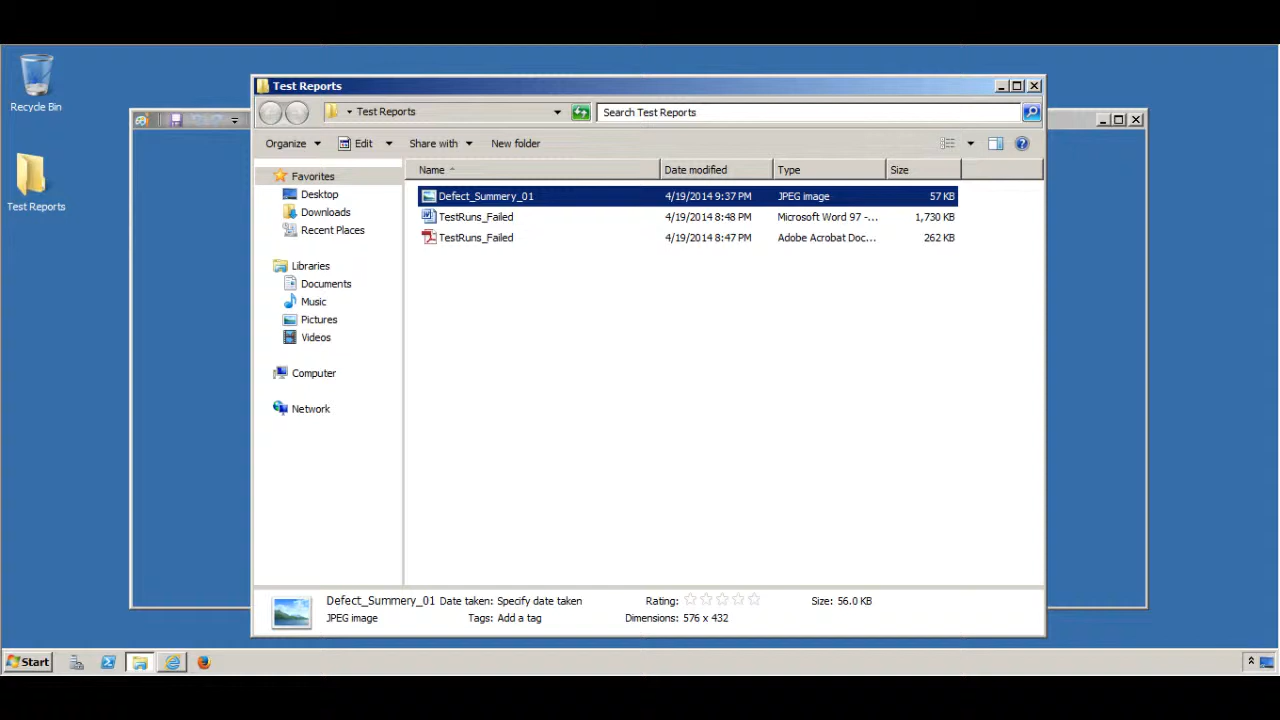 Recycle Bin
Test Reports
Test Reports
Test Reports
Search Test Reports
Organize Edit Share with New folder
Name Date modified Type Size
Favorites
Desktop
Downloads
Recent Places
Libraries
Documents
Music
Pictures
Videos
Computer
Network
Defect_Summery_01 4/19/2014 9:37 PM JPEG image 57 KB
TestRuns_Failed 4/19/2014 8:48 PM Microsoft Word 97 -... 1,730 KB
TestRuns_Failed 4/19/2014 8:47 PM Adobe Acrobat Doc... 262 KB
Defect_Summery_01 Date taken: Specify date taken Rating: Size: 56.0 KB
JPEG image Tags: Add a tag Dimensions: 576 x 432
Start